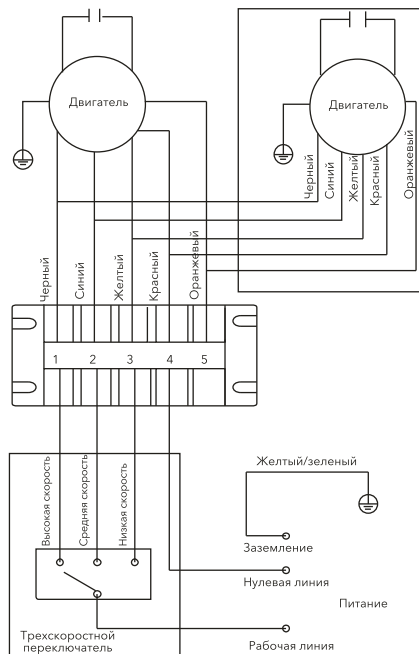 Двигатель
Двигатель
Черный
Синий
Желтый
Красный
Оранжевый
Черный
Синий
Желтый
Красный
Оранжевый
1
2
3
4
5
Высокая скорость
Средняя скорость
Низкая скорость
Желтый/зеленый
Заземление
Нулевая линия
Питание
Трехскоростной
переключатель
Рабочая линия